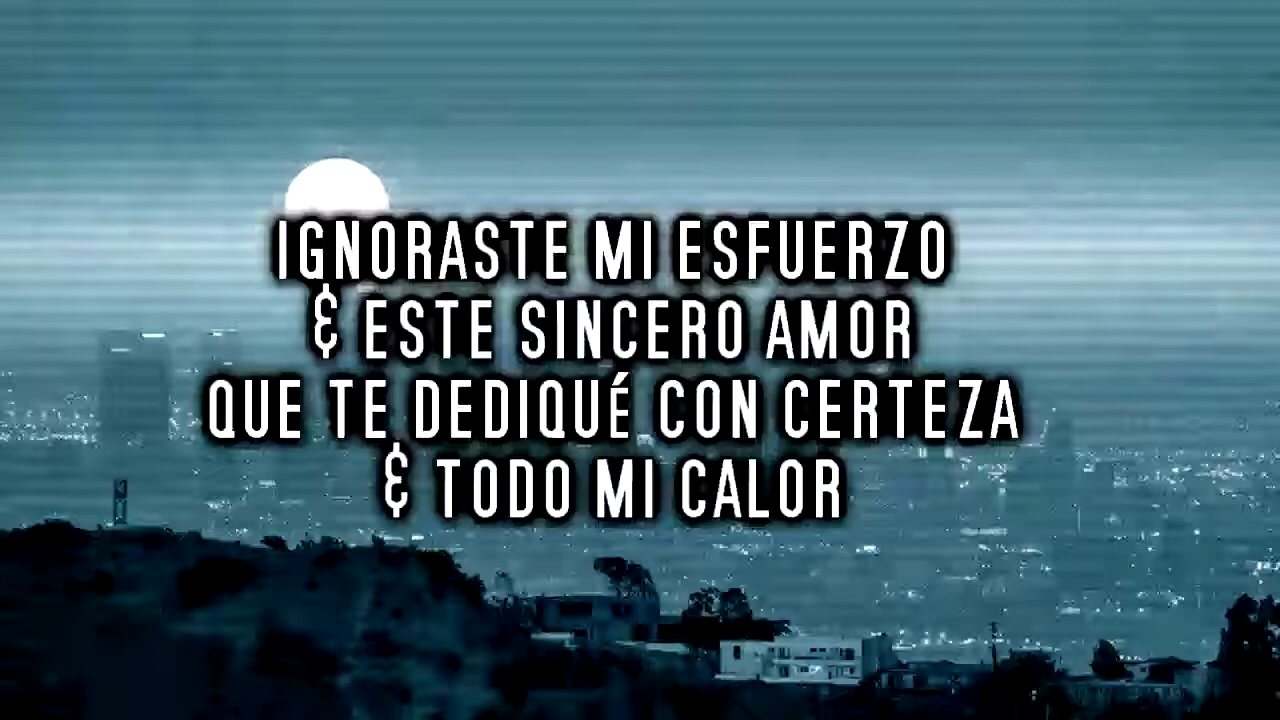 IGNORASTE MI ESFUERZO
& ESTE SINCERO AMOR
QUE TE DEDIQUÉ CON CERTEZA
& TODO MI CALOR